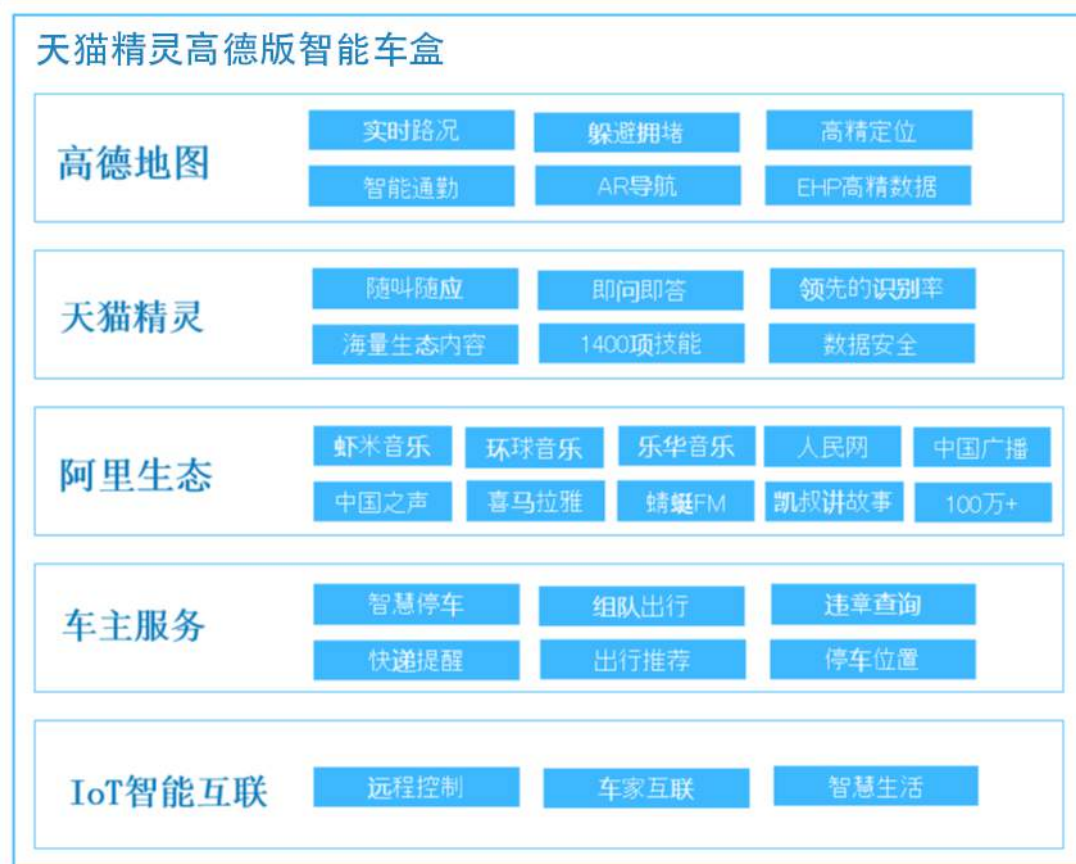 天猫精灵高德版智能车盒
高德地图
实时路况 躲避拥堵 高精定位
智能通勤 AR导航 EHP高精数据
天猫精灵
随叫随应 即问即答 领先的识别率
海量生态内容 1400项技能 数据安全
阿里生态
虾米音乐 环球音乐 乐华音乐 人民网 中国广播
中国之声 喜马拉雅 蜻蜓FM 凯叔讲故事 100万+
车主服务
智慧停车 组队出行 违章查询
快递提醒 出行推荐 停车位置
IoT智能互联
远程控制 车家互联 智慧生活